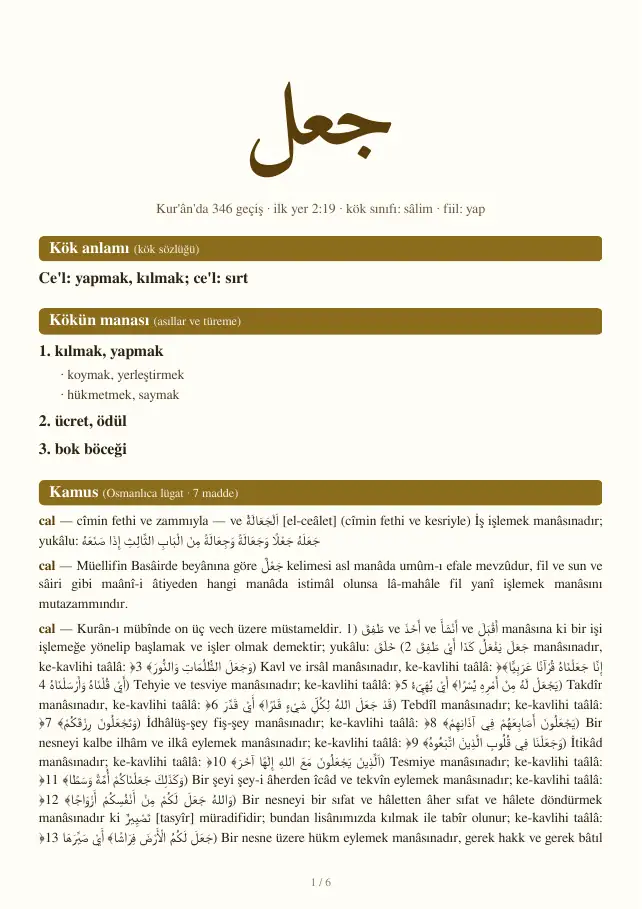 جعل
Kur'ân'da 346 geçiş · ilk yer 2:19 · kök sınıfı: sâlim · fiil: yap
Kök anlamı (kök sözlüğü)
Ce'l: yapmak, kılmak; ce'l: sırt
Kökün manası (asıllar ve türeme)
1. kılmak, yapmak
· koymak, yerleştirmek
· hükmetmek, saymak
2. ücret, ödül
3. bok böceği
Kamus (Osmanlıca lügat · 7 madde)
cal — cîmin fethi ve zammıyla — ve اَلْجَعَالَةُ [el-ceâlet] (cîmin fethi ve kesriyle) İş işlemek manâsınadır;
yukâlu: جَعَلَهُ جَعْلًا وَجَعَالَةً وَجِعَالَةً مِنَ الْبَابِ الثَّالِثِ إِذَا صَنَعَهُ
cal — Müellifin Basâirde beyânına göre جَعْلٌ kelimesi asl manâda umûm-ı efale mevzûdur, fil ve sun ve
sâiri gibi maânî-i âtiyeden hangi manâda istimâl olunsa lâ-mahâle fil yanî işlemek manâsını
mutazammındır.
cal — Kurân-ı mübînde on üç vech üzere müstameldir. 1) طَفِقَ ve أَخَذَ ve أَنْشَأَ ve أَقْبَلَ manâsına ki bir işi
işlemeğe yönelip başlamak ve işler olmak demektir; yukâlu: جَعَلَ يَفْعَلُ كَذَا أَيْ طَفِقَ 2) خَلَقَ manâsınadır,
ke-kavlihi taâlâ: ﴿وَجَعَلَ الظُّلُمَاتِ وَالنُّورَ﴾ 3) Kavl ve irsâl manâsınadır, ke-kavlihi taâlâ: ﴿إِنَّا جَعَلْنَاهُ قُرْآنًا عَرَبِيًّا﴾
أَيْ قُلْنَاهُ وَأَرْسَلْنَاهُ) 4 Tehyie ve tesviye manâsınadır; ke-kavlihi taâlâ: ﴿يَجْعَلْ لَهُ مِنْ أَمْرِهِ يُسْرًا﴾ أَيْ يُهَيِّئُ 5) Takdîr
manâsınadır, ke-kavlihi taâlâ: ﴿قَدْ جَعَلَ اللهُ لِكُلِّ شَيْءٍ قَدْرًا﴾ أَيْ قَدَّرَ 6) Tebdîl manâsınadır; ke-kavlihi taâlâ:
﴿وَتَجْعَلُونَ رِزْقَكُمْ﴾ 7) İdhâlüş-şey fiş-şey manâsınadır; ke-kavlihi taâlâ: ﴿يَجْعَلُونَ أَصَابِعَهُمْ فِي آذَانِهِمْ﴾ 8) Bir
nesneyi kalbe ilhâm ve ilkâ eylemek manâsınadır; ke-kavlihi taâlâ: ﴿وَجَعَلْنَا فِي قُلُوبِ الَّذِينَ اتَّبَعُوهُ﴾ 9) İtikâd
manâsınadır; ke-kavlihi taâlâ: ﴿اَلَّذِينَ يَجْعَلُونَ مَعَ اللهِ إِلَهًا آخَرَ﴾ 10) Tesmiye manâsınadır; ke-kavlihi taâlâ:
﴿وَكَذَلِكَ جَعَلْنَاكُمْ أُمَّةً وَسَطًا﴾ 11) Bir şeyi şey-i âherden îcâd ve tekvîn eylemek manâsınadır; ke-kavlihi taâlâ:
﴿وَاللهُ جَعَلَ لَكُمْ مِنْ أَنْفُسِكُمْ أَزْوَاجًا﴾ 12) Bir nesneyi bir sıfat ve hâletten âher sıfat ve hâlete döndürmek
manâsınadır ki تَصْيِيرٌ [tasyîr] müradifidir; bundan lisânımızda kılmak ile tabîr olunur; ke-kavlihi taâlâ:
﴿جَعَلَ لَكُمُ الْأَرْضَ فِرَاشًا﴾ أَيْ صَيَّرَهَا 13) Bir nesne üzere hükm eylemek manâsınadır, gerek hakk ve gerek bâtıl
1 / 6